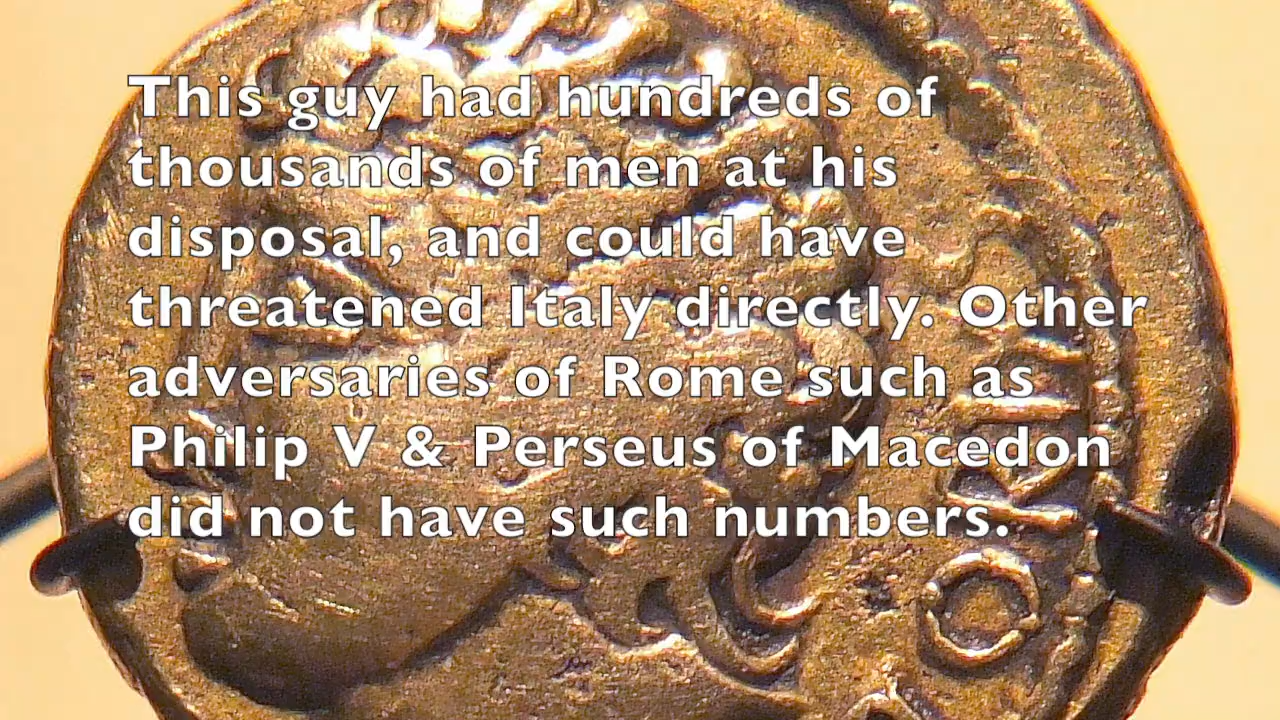 This guy had hundreds of
thousands of men at his
disposal, and could have
threatened Italy directly. Other
adversaries of Rome such as
Philip V & Perseus of Macedon
did not have such numbers.